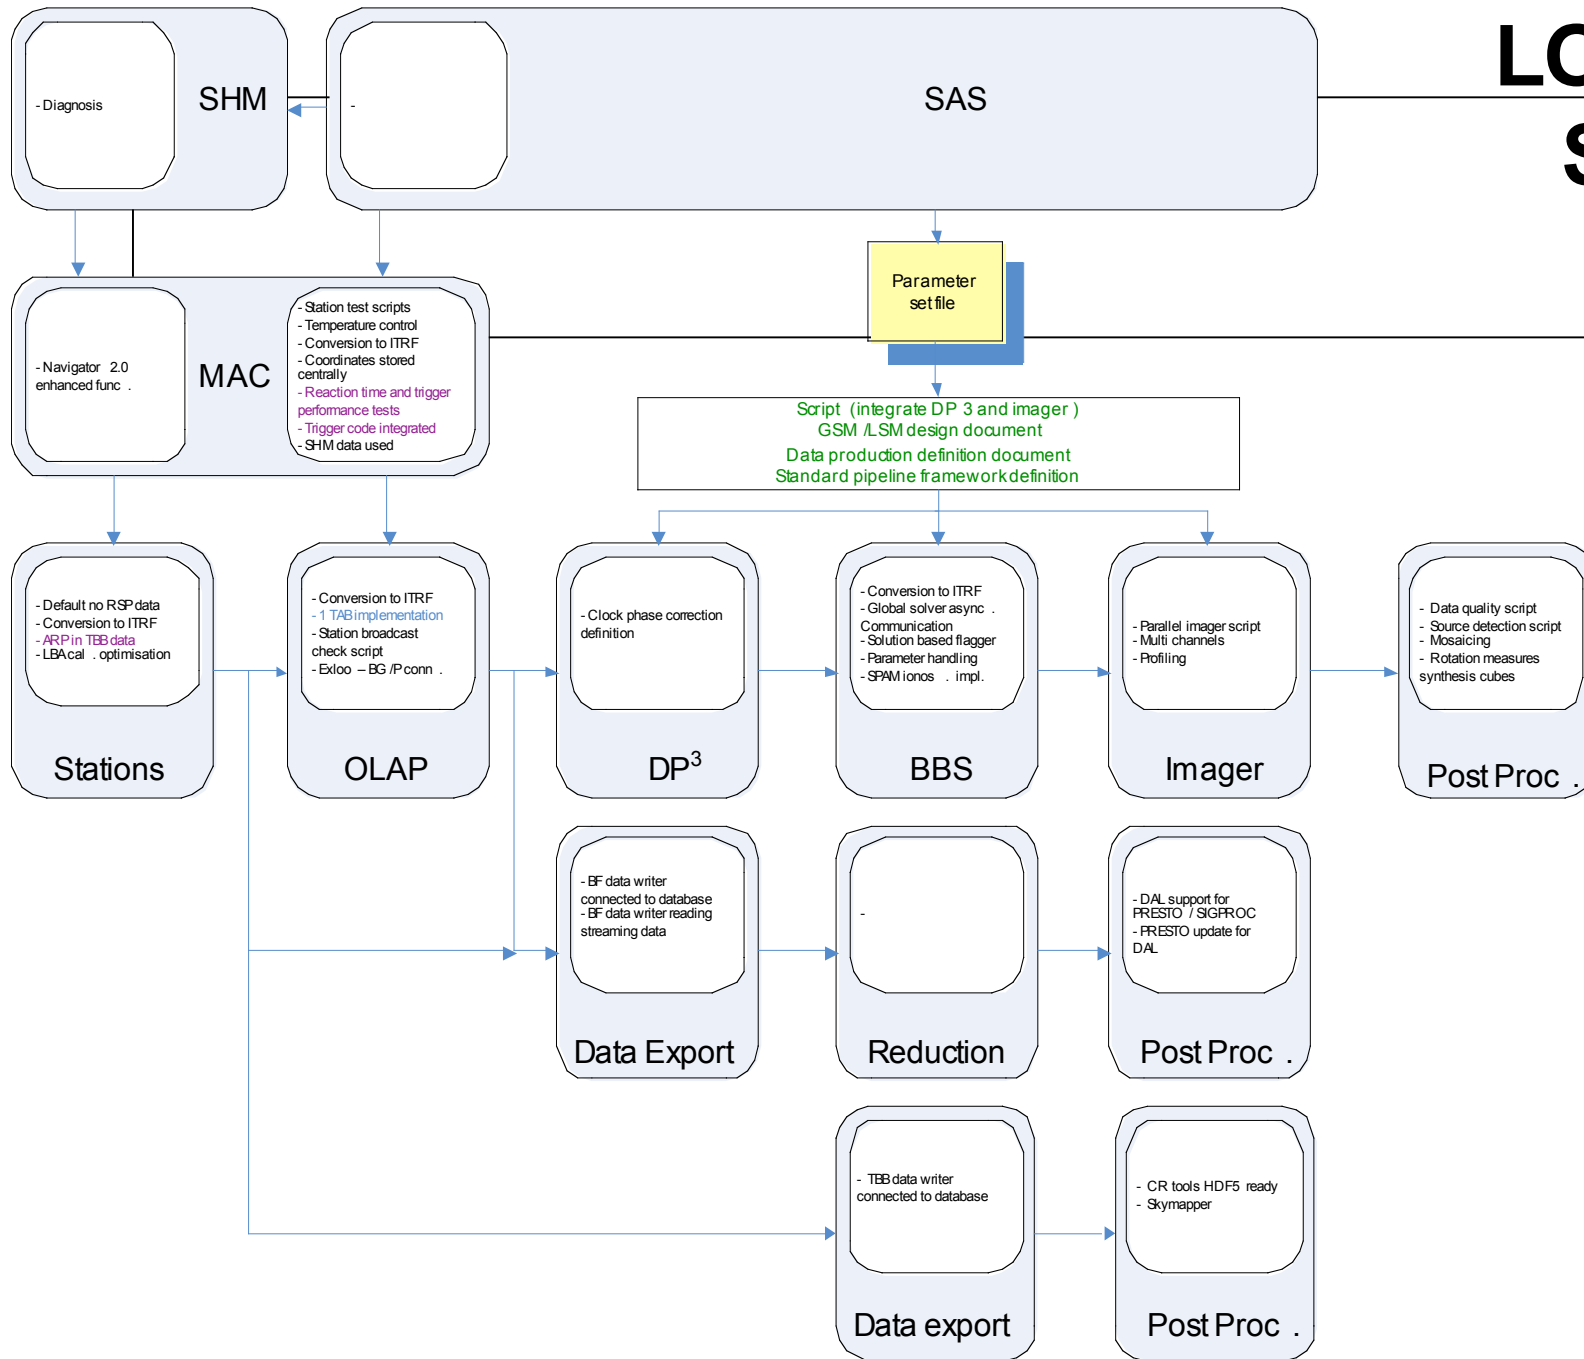 LO
S
- Diagnosis
SHM
-
SAS
- Navigator 2.0
enhanced func .
MAC
- Station test scripts
- Temperature control
- Conversion to ITRF
- Coordinates stored
centrally
- Reaction time and trigger
performance tests
- Trigger code integrated
- SHM data used
Parameter
set file
Script (integrate DP 3 and imager )
GSM /LSM design document
Data production definition document
Standard pipeline framework definition
- Default no RSP data
- Conversion to ITRF
- ARP in TBB data
- LBA cal . optimisation
Stations
- Conversion to ITRF
- 1 TAB implementation
- Station broadcast
check script
- Exloo – BG /P conn .
OLAP
- Clock phase correction
definition
DP³
- Conversion to ITRF
- Global solver async .
Communication
- Solution based flagger
- Parameter handling
- SPAM ionos . impl.
BBS
- Parallel imager script
- Multi channels
- Profiling
Imager
- Data quality script
- Source detection script
- Mosaicing
- Rotation measures
synthesis cubes
Post Proc .
- BF data writer
connected to database
- BF data writer reading
streaming data
Data Export
-
Reduction
- DAL support for
PRESTO / SIGPROC
- PRESTO update for
DAL
Post Proc .
- TBB data writer
connected to database
Data export
- CR tools HDF5 ready
- Skymapper
Post Proc .